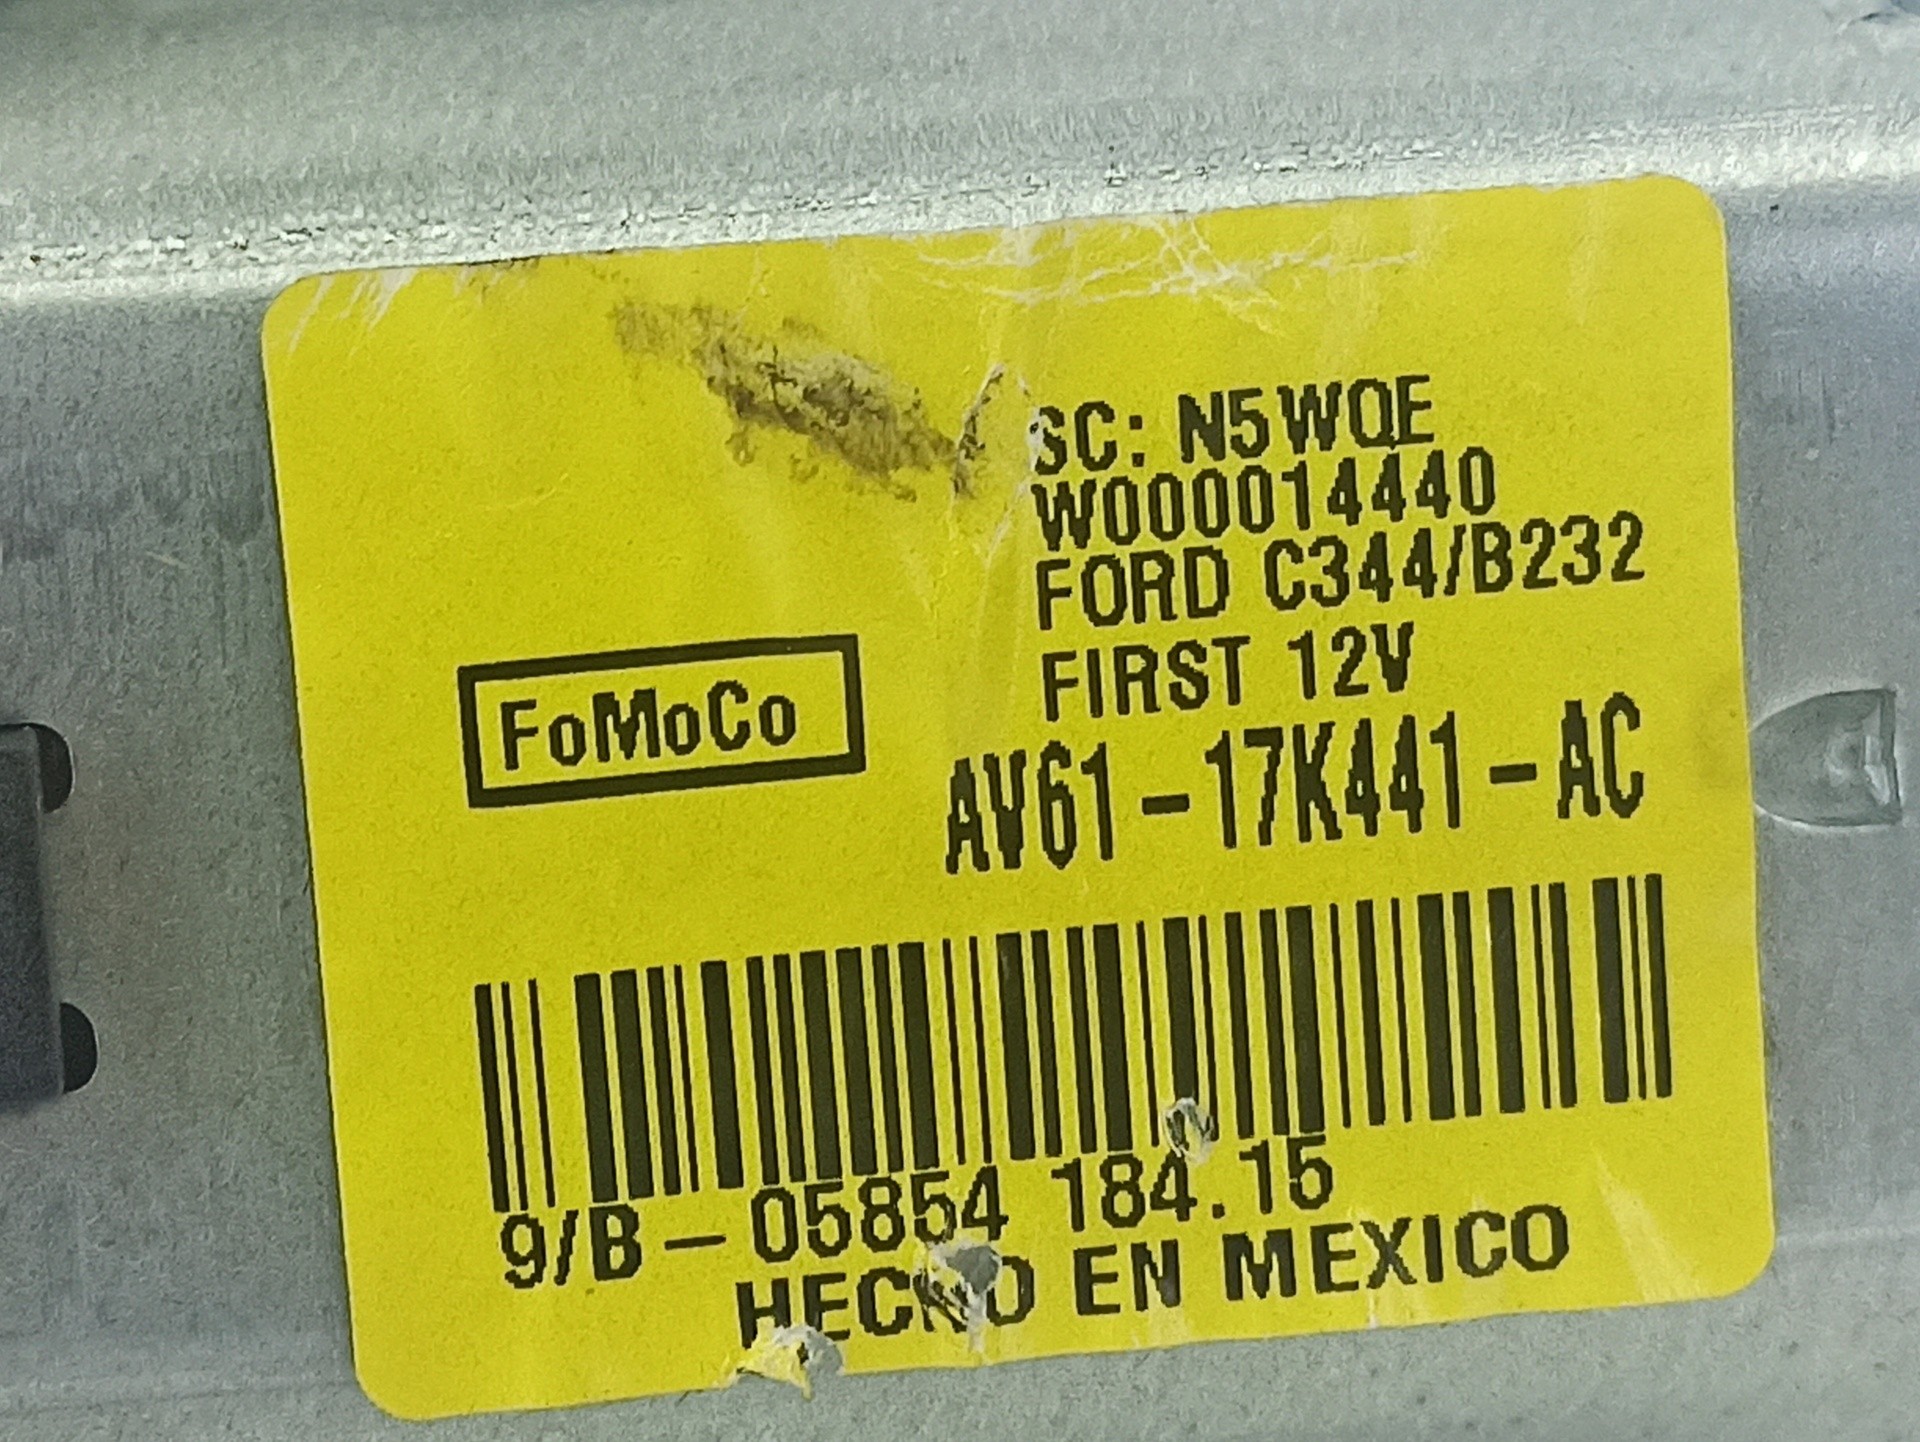 SC: N5WQE
W000014440
FORD C344/B232
FIRST 12V
FoMoCo
AV61-17K441-AC
9/B-05854 184.15
HECHO EN MEXICO